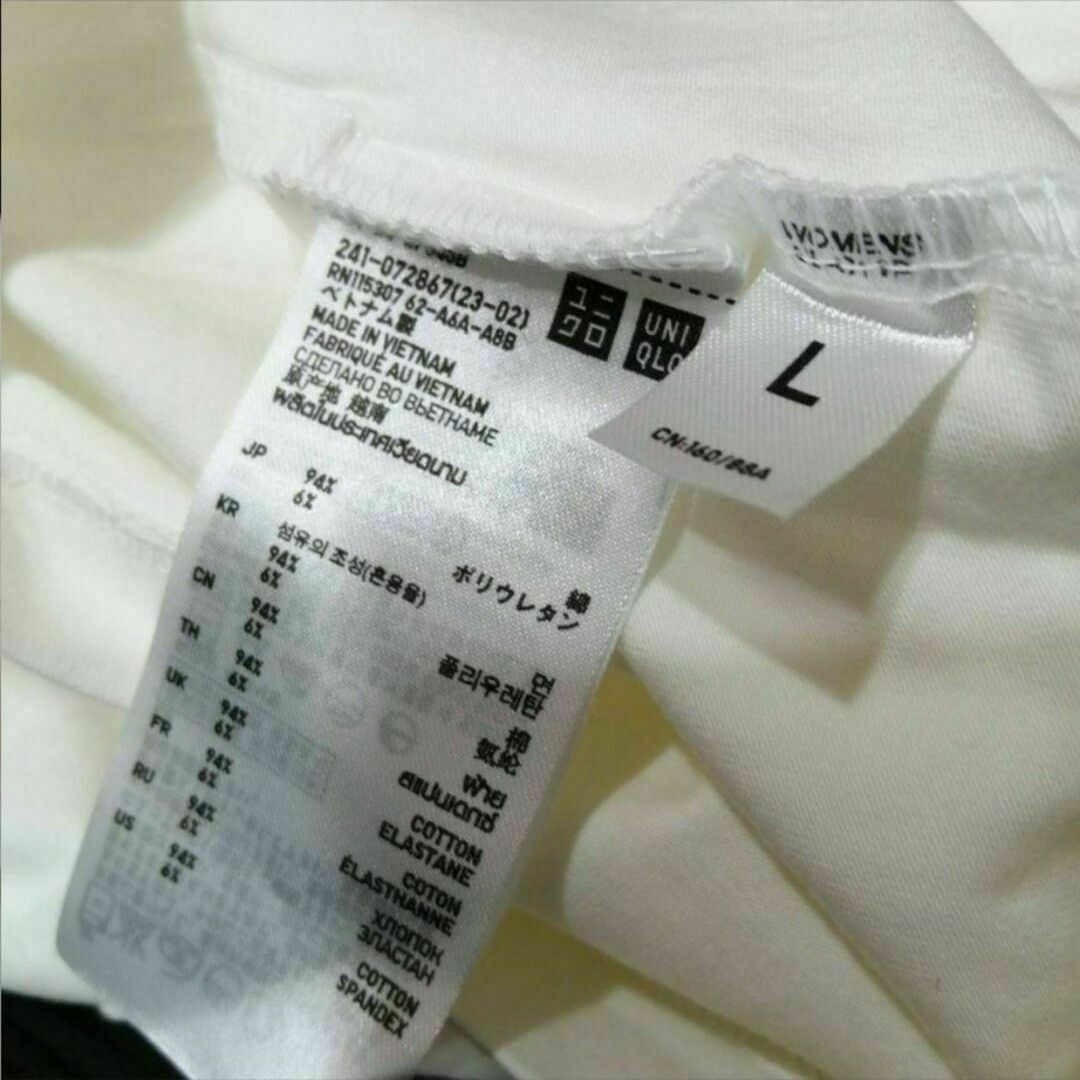 241-072867(23-02)
RN115307 62-A6A-A8B
ベトナム製
MADE IN VIETNAM
FABRIQUÉ AU VIETNAM
СДЕЛАНО ВО ВЬЕТНАМЕ
原产地 越南
ผลิตในประเทศเวียดนาม
ユニ
クロ
UNI
QLO
L
CN:160/88A
WOMENS
JP
94% 綿
6% ポリウレタン
KR
섬유의 조성(혼용율)
94% 면
6% 폴리우레탄
CN
94% 棉
6% 氨纶
TH
94% ฝ้าย
6% สแปนเดกซ์
UK
94% COTTON
6% ELASTANE
FR
94% COTON
6% ÉLASTHANNE
RU
94% ХЛОПОК
6% ЭЛАСТАН
US
94% COTTON
6% SPANDEX